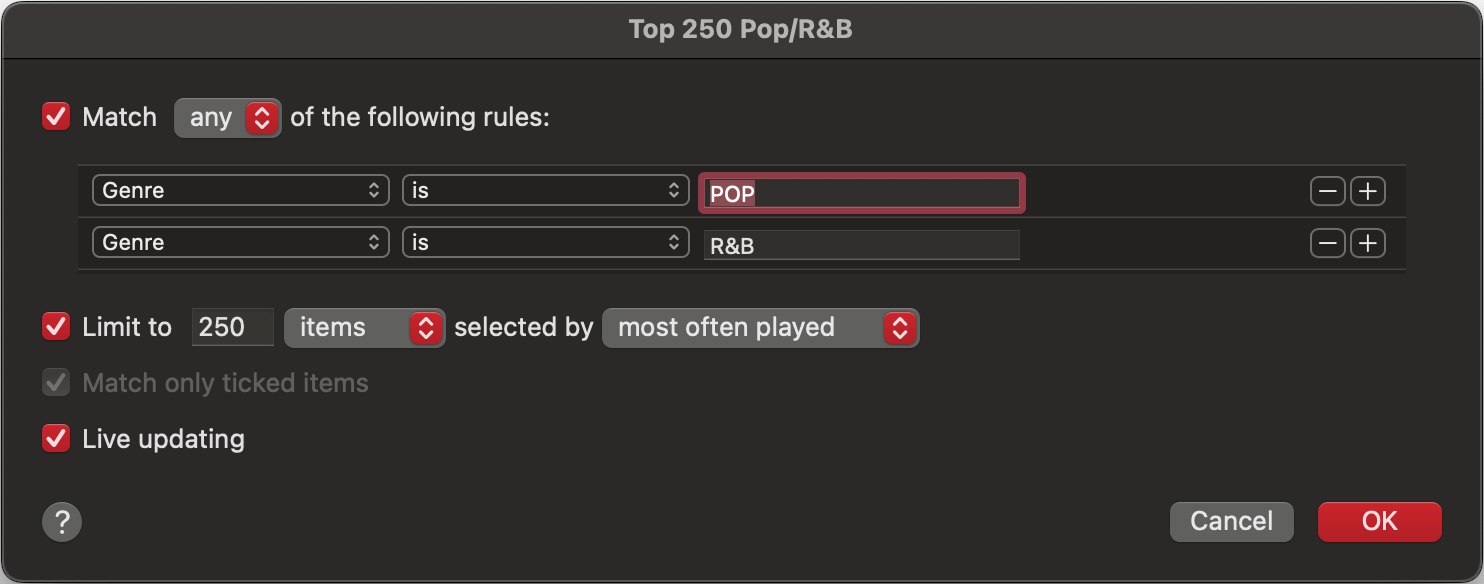 Top 250 Pop/R&B
Match any of the following rules:
Genre is POP
Genre is R&B
Limit to 250 items selected by most often played
Match only ticked items
Live updating
? Cancel OK